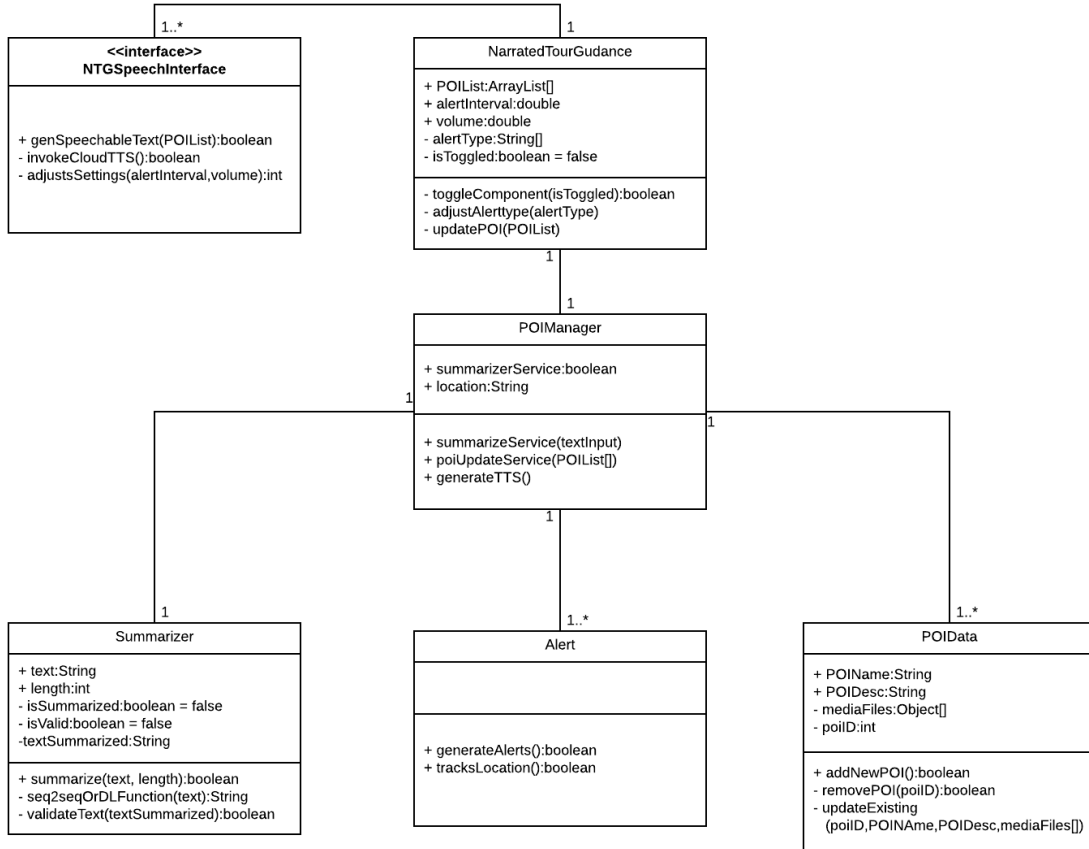 1..*
1
<<interface>>
NTGSpeechInterface
+ genSpeechableText(POIList):boolean
- invokeCloudTTS():boolean
- adjustsSettings(alertInterval,volume):int
NarratedTourGudance
+ POIList:ArrayList[]
+ alertInterval:double
+ volume:double
- alertType:String[]
- isToggled:boolean = false
- toggleComponent(isToggled):boolean
- adjustAlerttype(alertType)
- updatePOI(POIList)
1
1
POIManager
+ summarizerService:boolean
+ location:String
+ summarizeService(textInput)
+ poiUpdateService(POIList[])
+ generateTTS()
1
1
1
1
1..*
1..*
Summarizer
+ text:String
+ length:int
- isSummarized:boolean = false
- isValid:boolean = false
-textSummarized:String
+ summarize(text, length):boolean
- seq2seqOrDLFunction(text):String
- validateText(textSummarized):boolean
Alert
+ generateAlerts():boolean
+ tracksLocation():boolean
POIData
+ POIName:String
+ POIDesc:String
- mediaFiles:Object[]
- poiID:int
+ addNewPOI():boolean
- removePOI(poiID):boolean
- updateExisting
(poiID,POINAme,POIDesc,mediaFiles[])